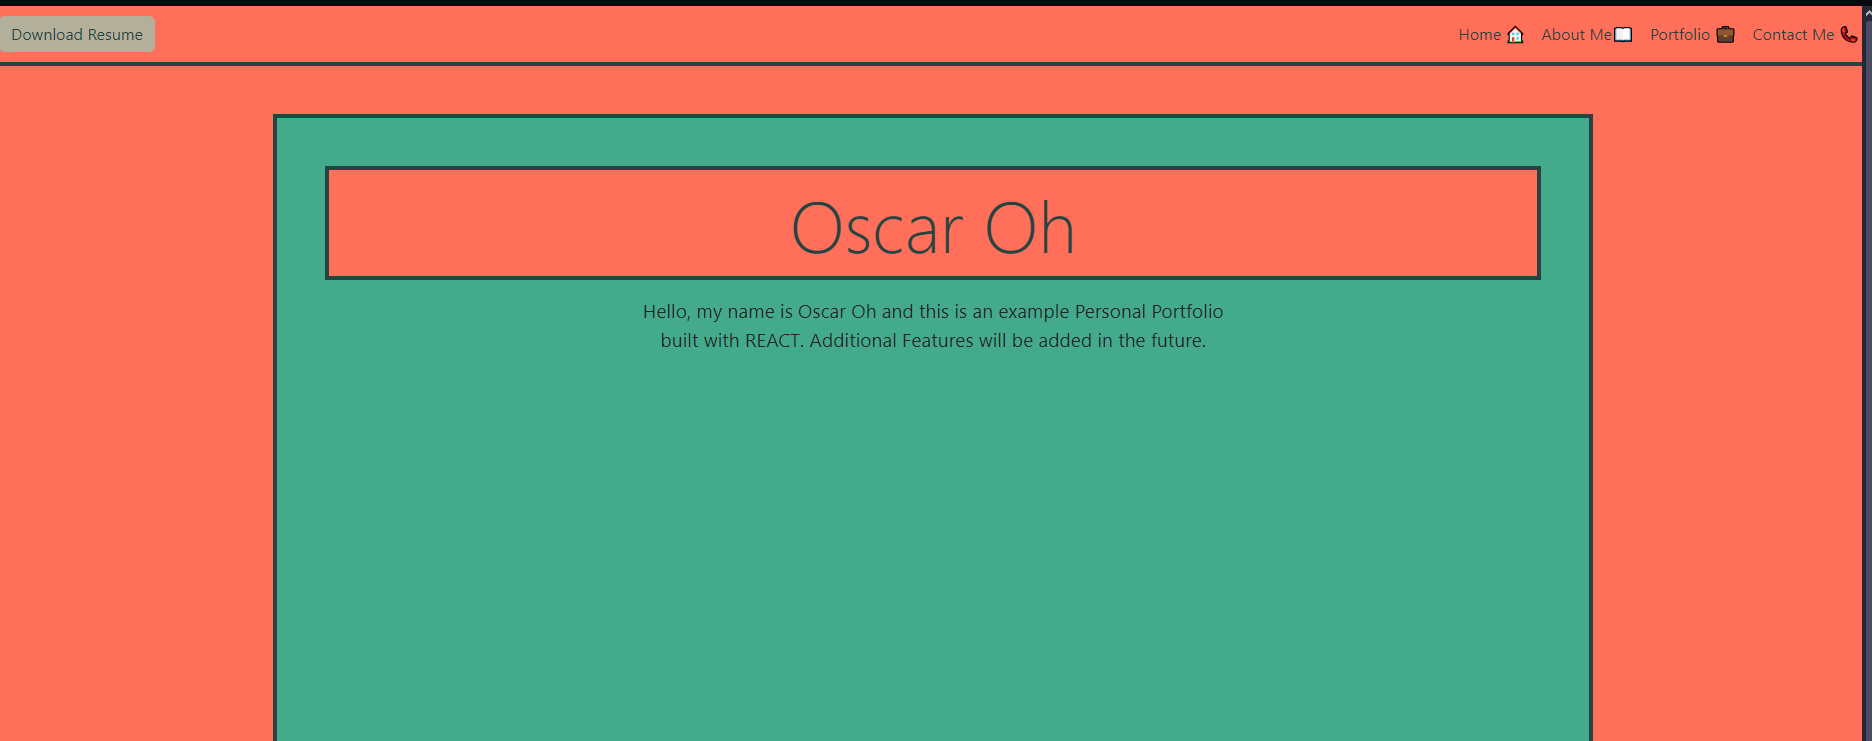 Download Resume
Home 🏠 About Me📖 Portfolio 💼 Contact Me 📞
Oscar Oh
Hello, my name is Oscar Oh and this is an example Personal Portfolio
built with REACT. Additional Features will be added in the future.